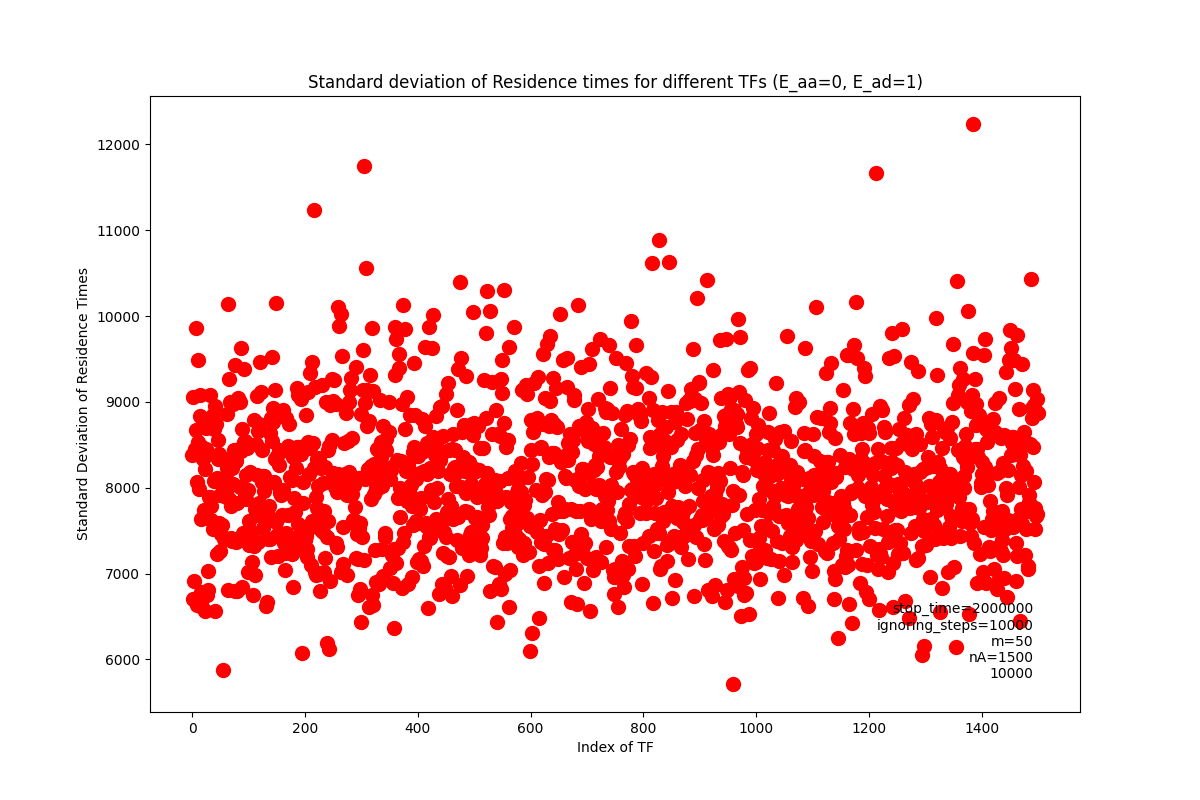 Standard deviation of Residence times for different TFs (E_aa=0, E_ad=1)
12000
11000
10000
9000
8000
7000
6000
Standard Deviation of Residence Times
stop_time=2000000
ignoring_steps=10000
m=50
nA=1500
10000
0 200 400 600 800 1000 1200 1400
Index of TF